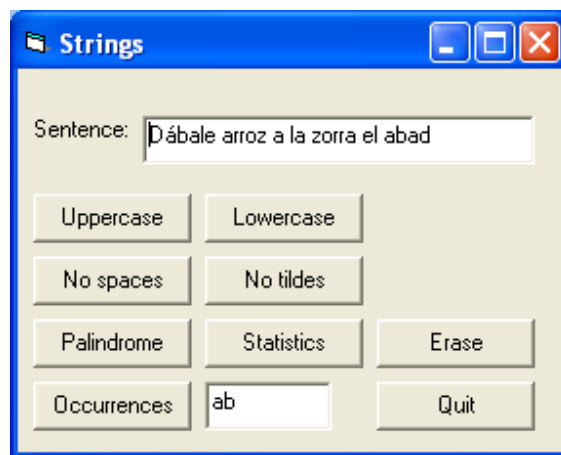 Strings
Sentence: Dábale arroz a la zorra el abad
Uppercase Lowercase
No spaces No tildes
Palindrome Statistics Erase
Occurrences ab Quit